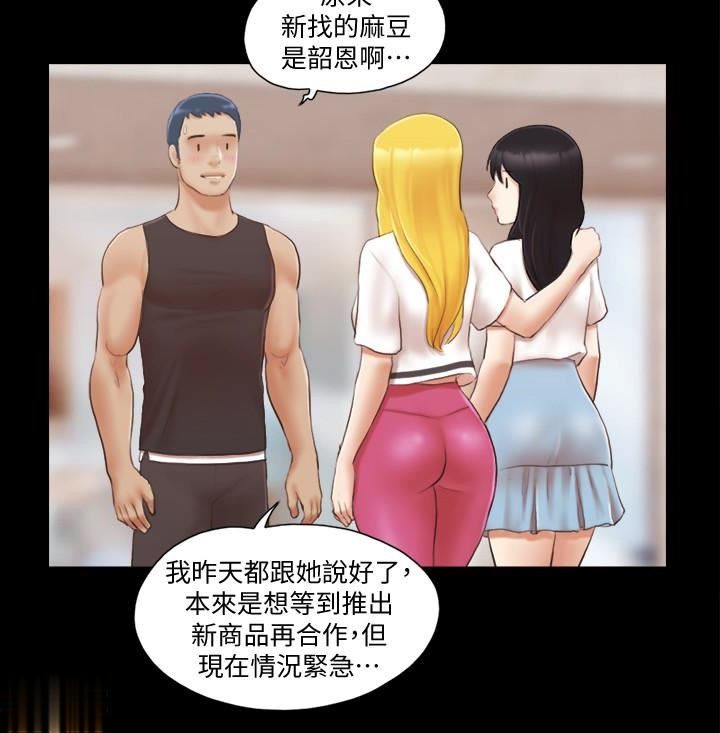 原來
新找的麻豆
是韶恩啊⋯
我昨天都跟她說好了，
本來是想等到推出
新商品再合作，但
現在情況緊急⋯